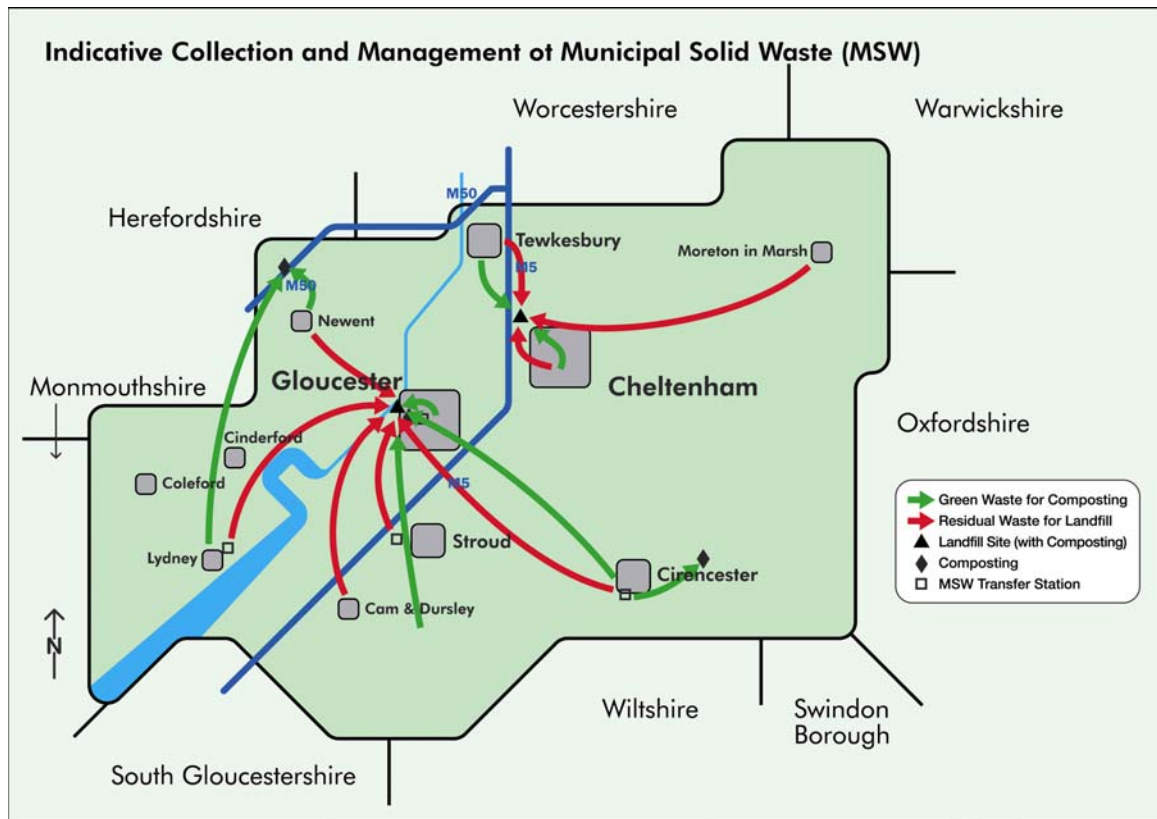 Indicative Collection and Management ot Municipal Solid Waste (MSW)
Worcestershire
Warwickshire
M50
Herefordshire
Tewkesbury
Moreton in Marsh
M5
M50
Newent
Gloucester
Cheltenham
Monmouthshire
Oxfordshire
Cinderford
Coleford
M5
Green Waste for Composting
Residual Waste for Landfill
Landfill Site (with Composting)
Composting
MSW Transfer Station
Stroud
Lydney
Cirencester
Cam & Dursley
N
Wiltshire
Swindon
Borough
South Gloucestershire